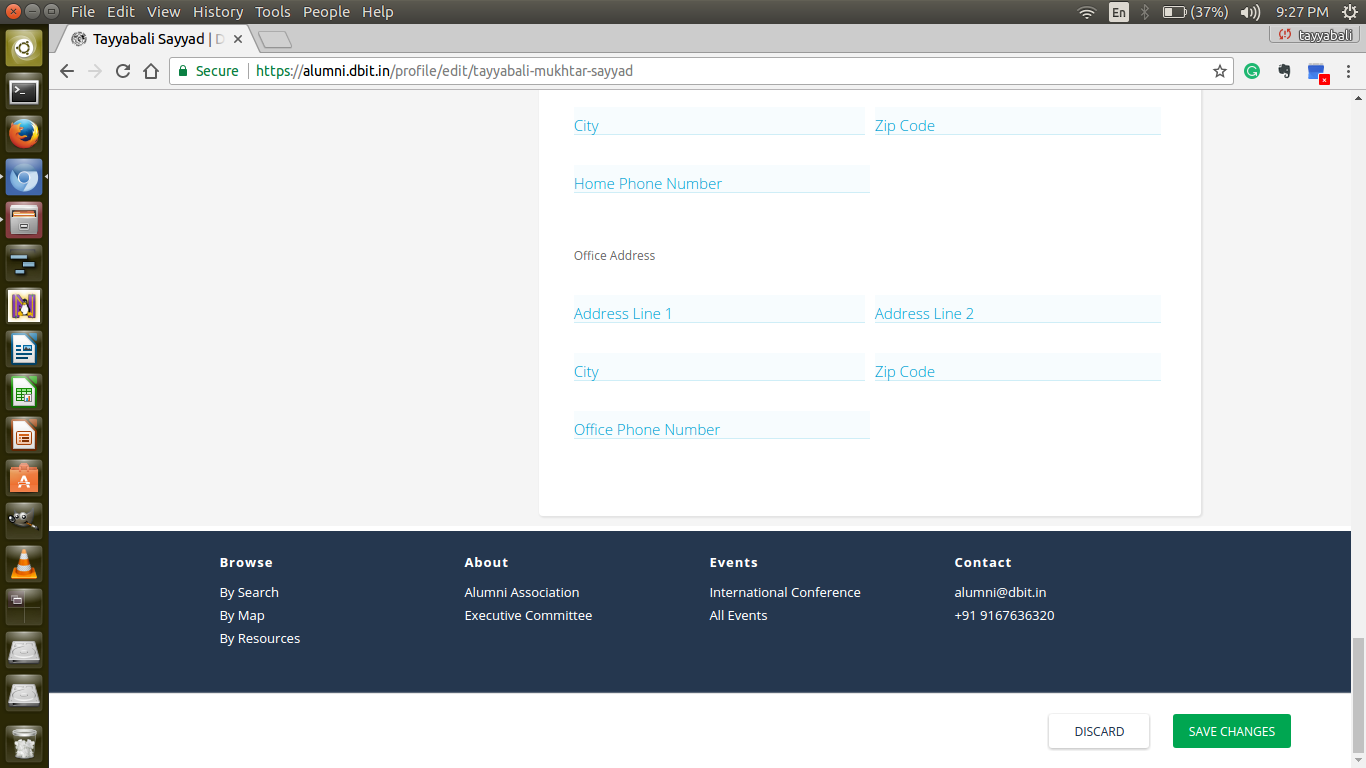 File Edit View History Tools People Help
En (37%) 9:27 PM
Tayyabali Sayyad | D
tayyabali
Secure https://alumni.dbit.in/profile/edit/tayyabali-mukhtar-sayyad
City Zip Code
Home Phone Number
Office Address
Address Line 1 Address Line 2
City Zip Code
Office Phone Number
Browse About Events Contact
By Search Alumni Association International Conference alumni@dbit.in
By Map Executive Committee All Events +91 9167636320
By Resources
DISCARD SAVE CHANGES